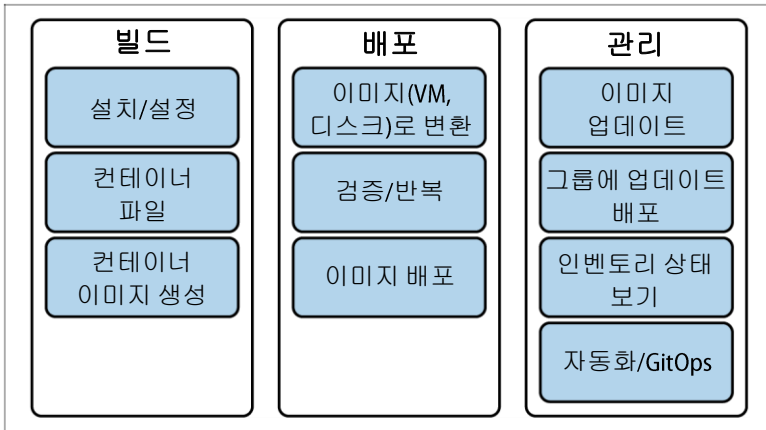 빌드
설치/설정
컨테이너
파일
컨테이너
이미지 생성
배포
이미지(VM,
디스크)로 변환
검증/반복
이미지 배포
관리
이미지
업데이트
그룹에 업데이트
배포
인벤토리 상태
보기
자동화/GitOps